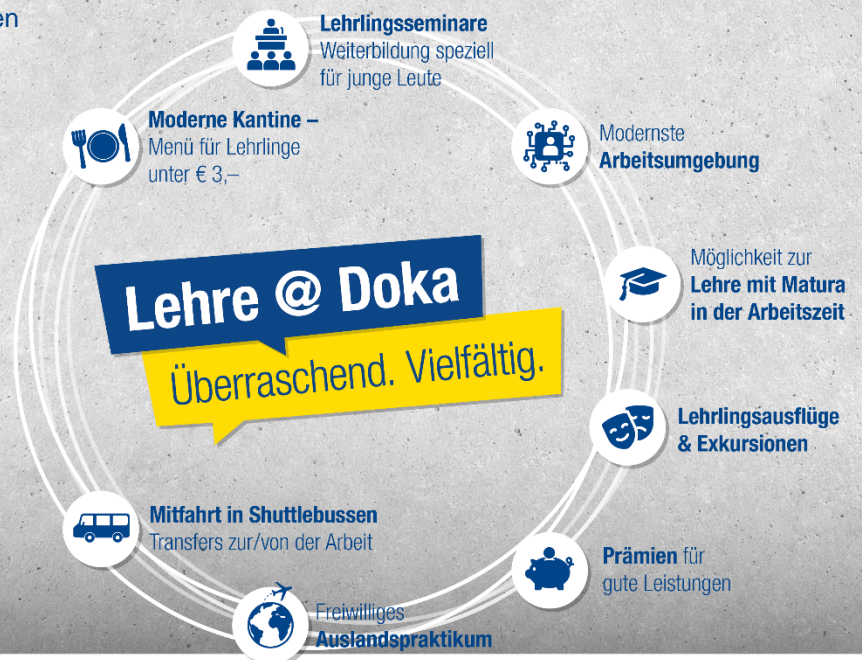 en
Lehrlingsseminare
Weiterbildung speziell
für junge Leute
Moderne Kantine –
Menü für Lehrlinge
unter € 3,–
Modernste
Arbeitsumgebung
Möglichkeit zur
Lehre mit Matura
in der Arbeitszeit
Lehre @ Doka
Überraschend. Vielfältig.
Lehrlingsausflüge
& Exkursionen
Mitfahrt in Shuttlebussen
Transfers zur/von der Arbeit
Prämien für
gute Leistungen
Freiwilliges
Auslandspraktikum